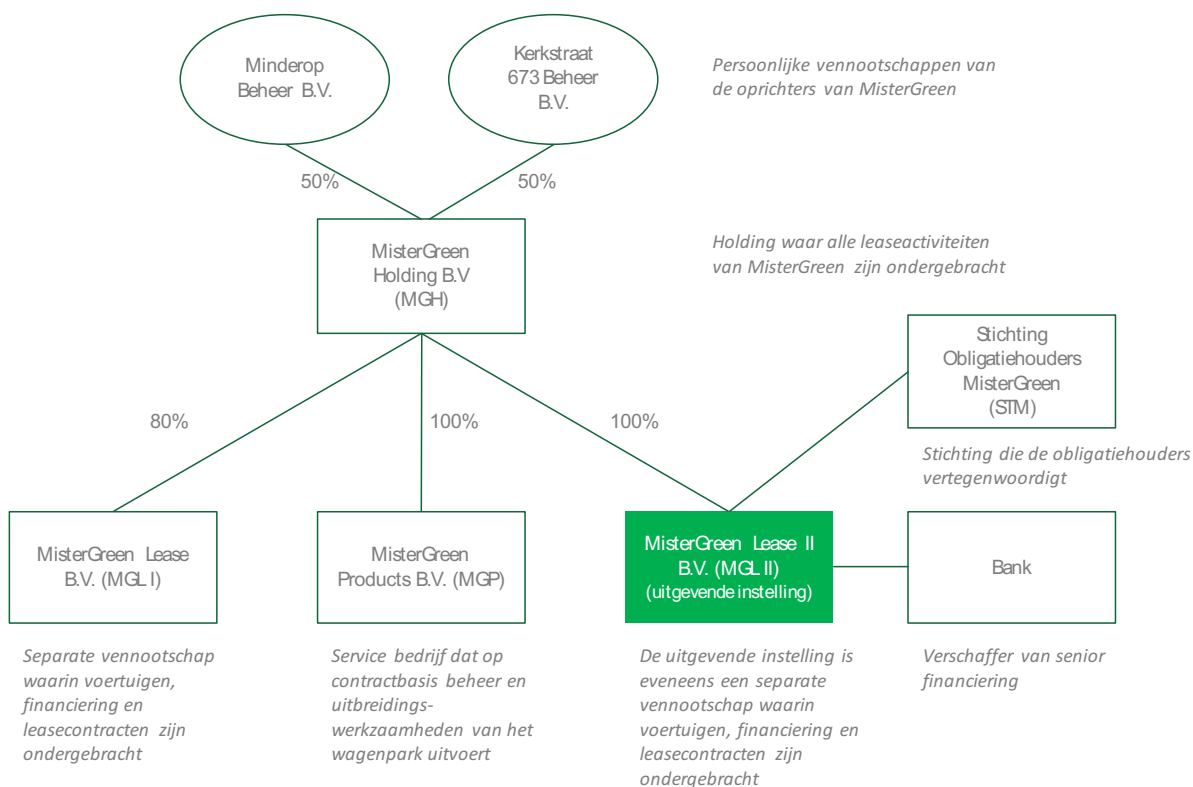 Minderop
Beheer B.V.
Kerkstraat
673 Beheer
B.V.
Persoonlijke vennootschappen van
de oprichters van MisterGreen
50%
50%
MisterGreen
Holding B.V
(MGH)
Holding waar alle leaseactiviteiten
van MisterGreen zijn ondergebracht
Stichting
Obligatiehouders
MisterGreen
(STM)
80%
100%
100%
Stichting die de obligatiehouders
vertegenwoordigt
MisterGreen Lease
B.V. (MGL I)
MisterGreen
Products B.V. (MGP)
MisterGreen Lease II
B.V. (MGL II)
(uitgevende instelling)
Bank
Separate vennootschap
waarin voertuigen,
financiering en
leasecontracten zijn
ondergebracht
Service bedrijf dat op
contractbasis beheer en
uitbreidings-
werkzaamheden van het
wagenpark uitvoert
De uitgevende instelling is
eveneens een separate
vennootschap waarin
voertuigen, financiering en
leasecontracten zijn
ondergebracht
Verschaffer van senior
financiering